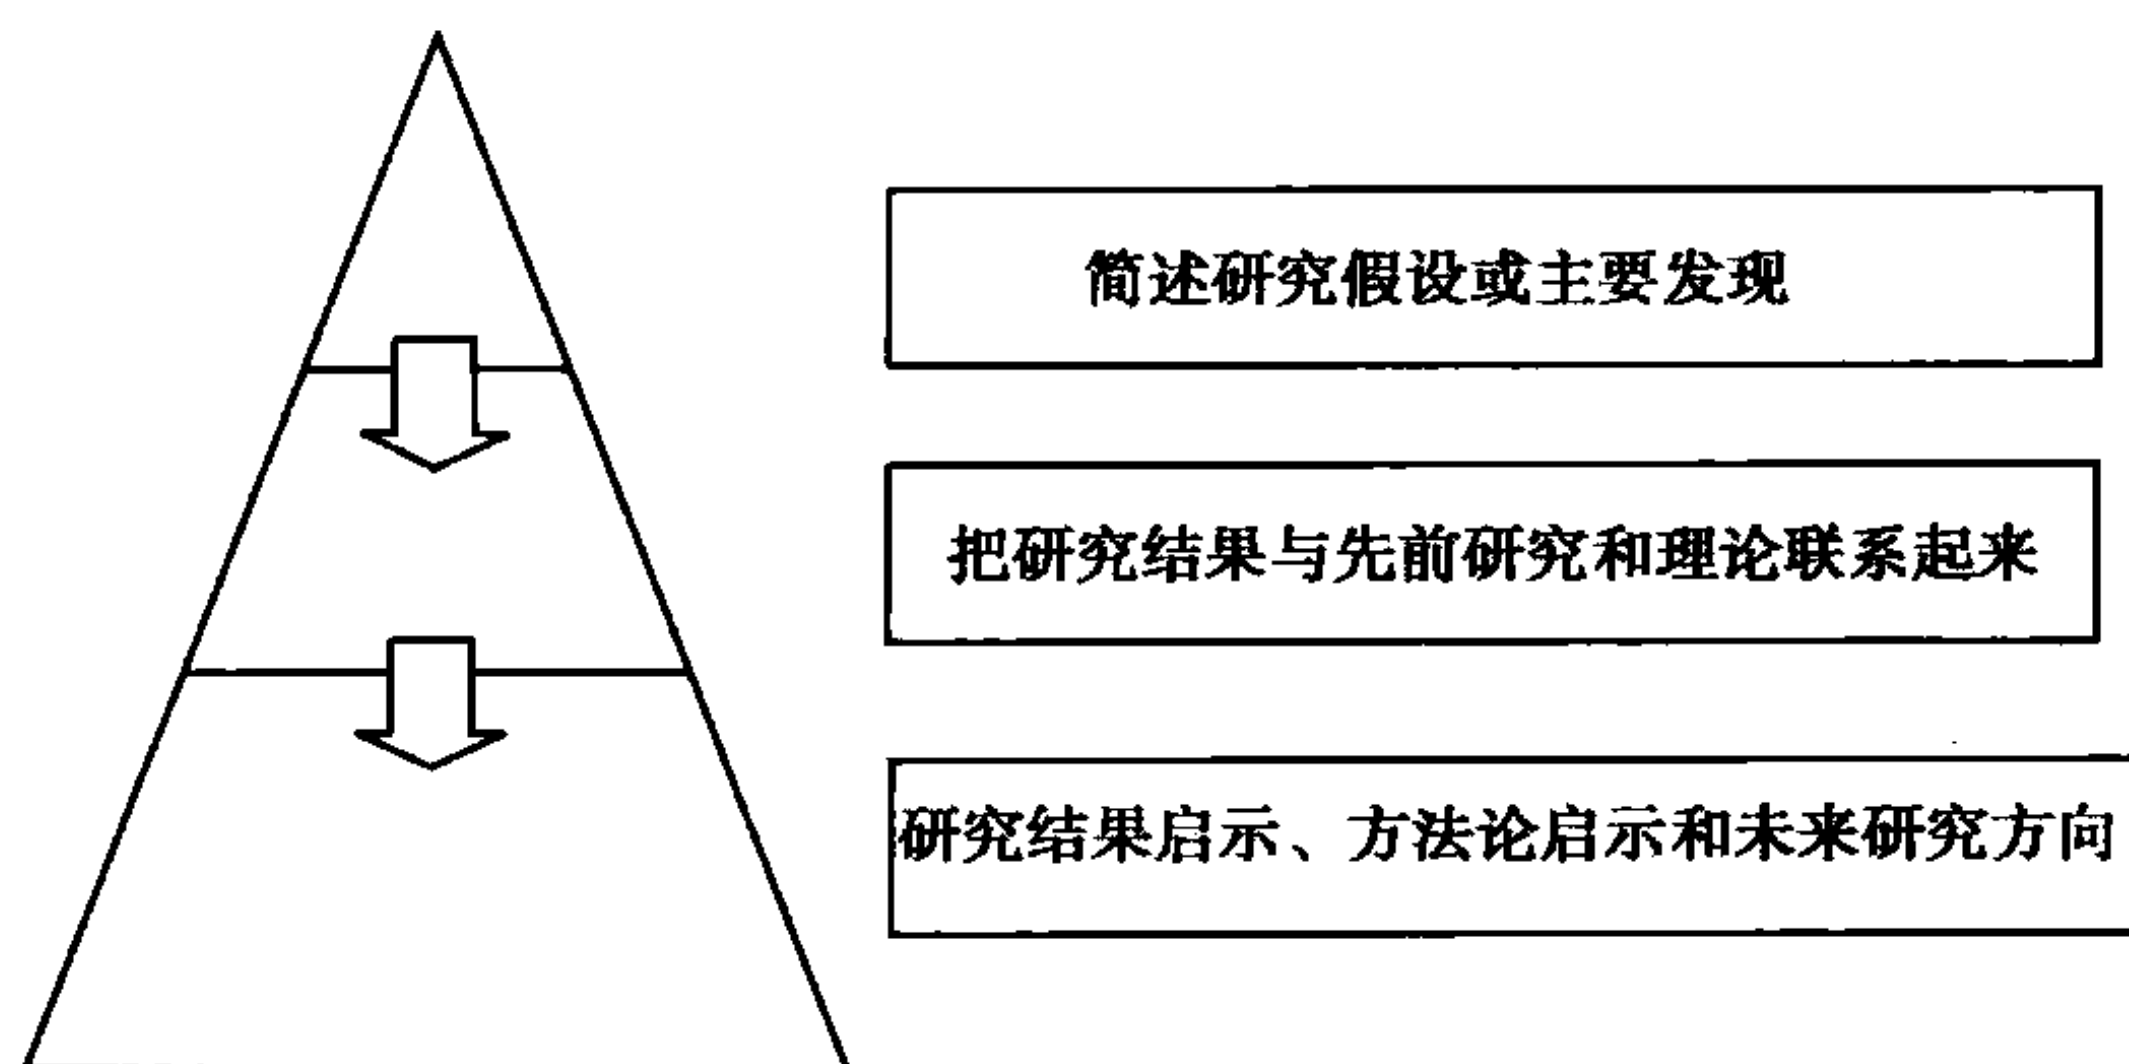 简述研究假设或主要发现
把研究结果与先前研究和理论联系起来
研究结果启示、方法论启示和未来研究方向